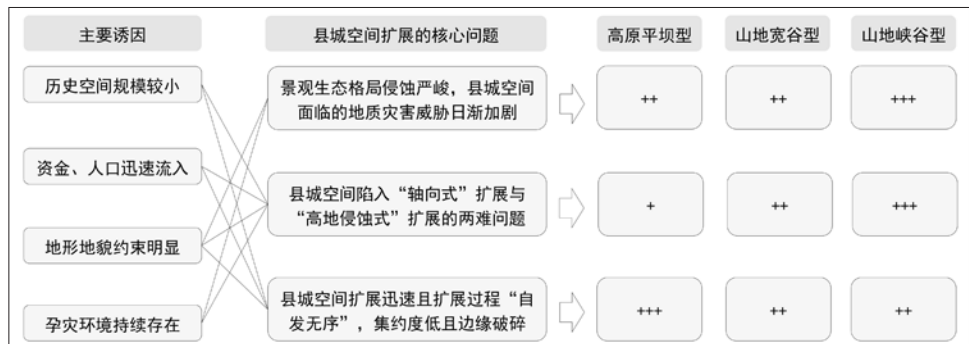 主要诱因
县城空间扩展的核心问题
高原平坝型
山地宽谷型
山地峡谷型
历史空间规模较小
景观生态格局侵蚀严峻，县城空间
面临的地质灾害威胁日渐加剧
++
++
+++
资金、人口迅速流入
县城空间陷入“轴向式”扩展与
“高地侵蚀式”扩展的两难问题
+
++
+++
地形地貌约束明显
孕灾环境持续存在
县城空间扩展迅速且扩展过程“自
发无序”，集约度低且边缘破碎
+++
++
++